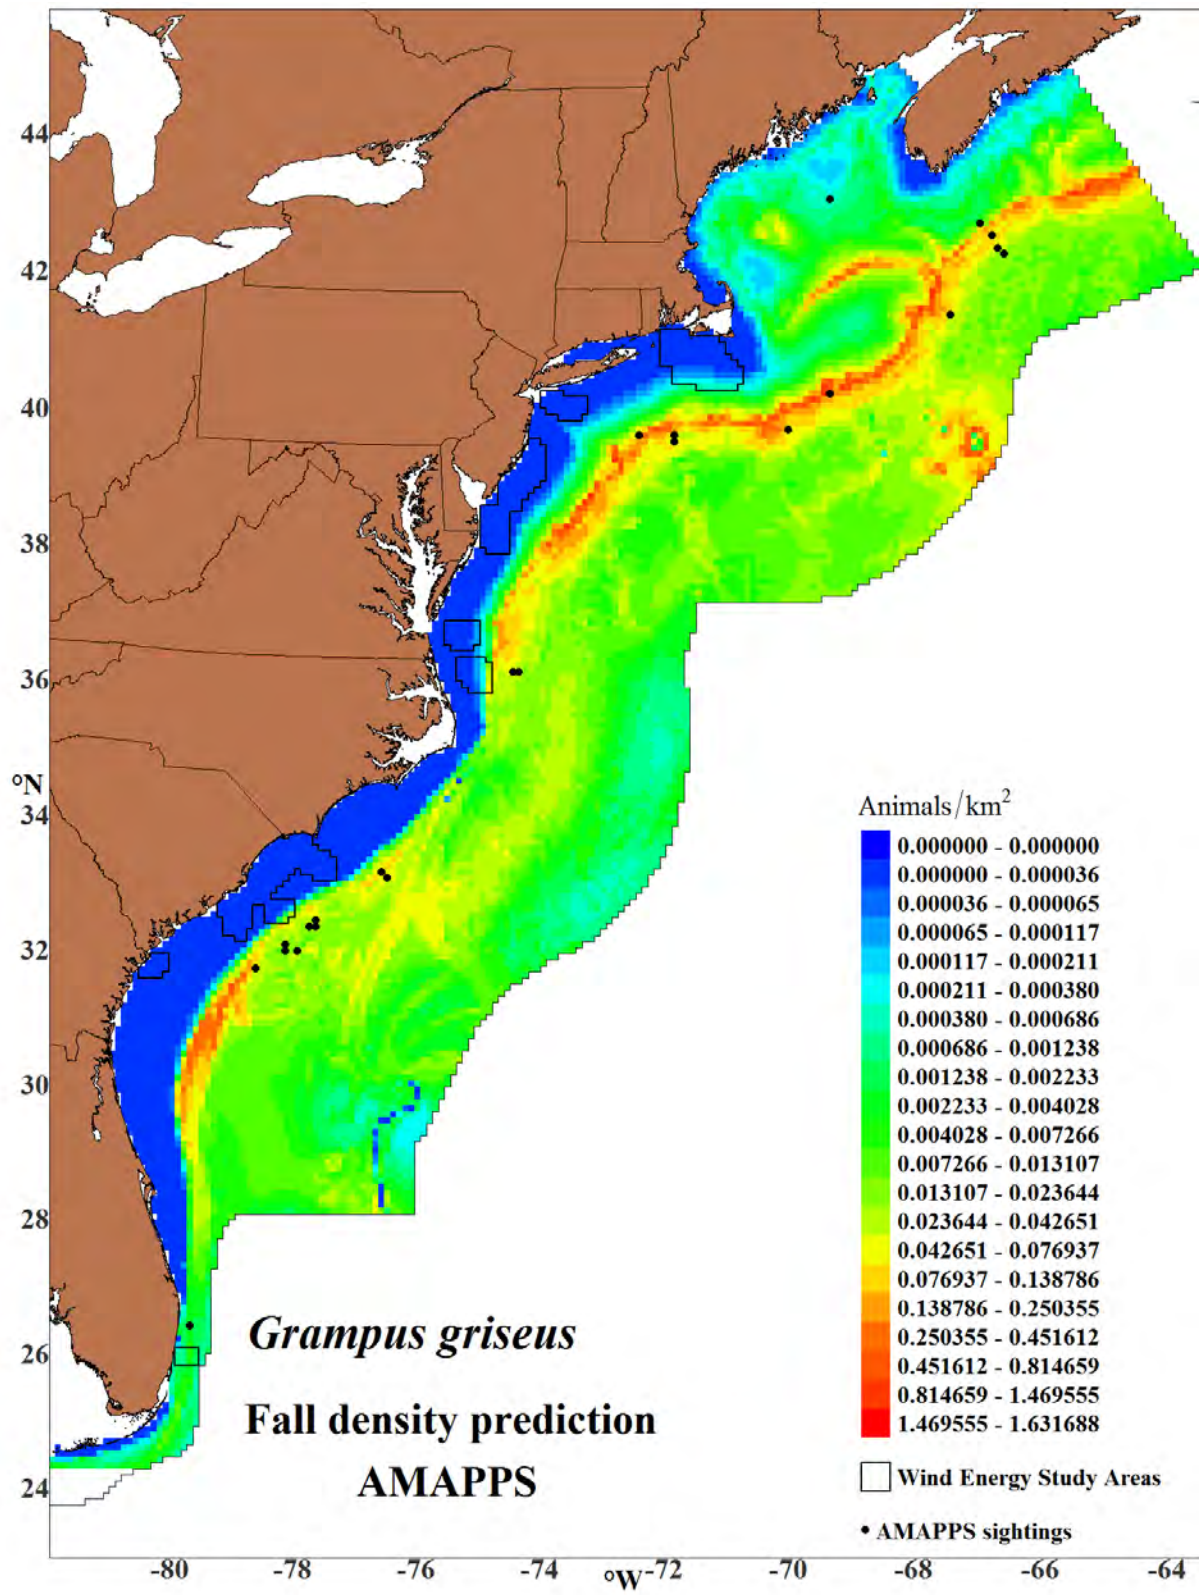 44
42
40
38
36
°N
34
32
30
28
26
24
Animals/km²
0.000000 - 0.000000
0.000000 - 0.000036
0.000036 - 0.000065
0.000065 - 0.000117
0.000117 - 0.000211
0.000211 - 0.000380
0.000380 - 0.000686
0.000686 - 0.001238
0.001238 - 0.002233
0.002233 - 0.004028
0.004028 - 0.007266
0.007266 - 0.013107
0.013107 - 0.023644
0.023644 - 0.042651
0.042651 - 0.076937
0.076937 - 0.138786
0.138786 - 0.250355
0.250355 - 0.451612
0.451612 - 0.814659
0.814659 - 1.469555
1.469555 - 1.631688
Wind Energy Study Areas
AMAPPS sightings
Grampus griseus
Fall density prediction
AMAPPS
-80 -78 -76 -74 -72 -70 -68 -66 -64
°W